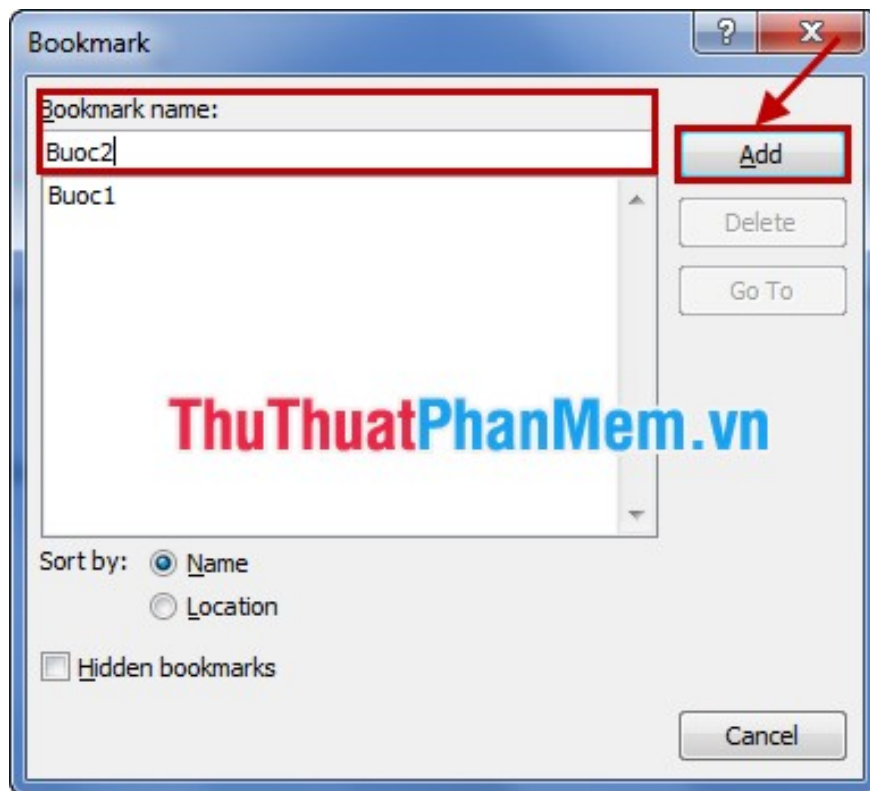 Bookmark
Bookmark name:
Buoc2
Add
Buoc1
Delete
Go To
ThuThuatPhanMem.vn
Sort by: Name
Location
Hidden bookmarks
Cancel